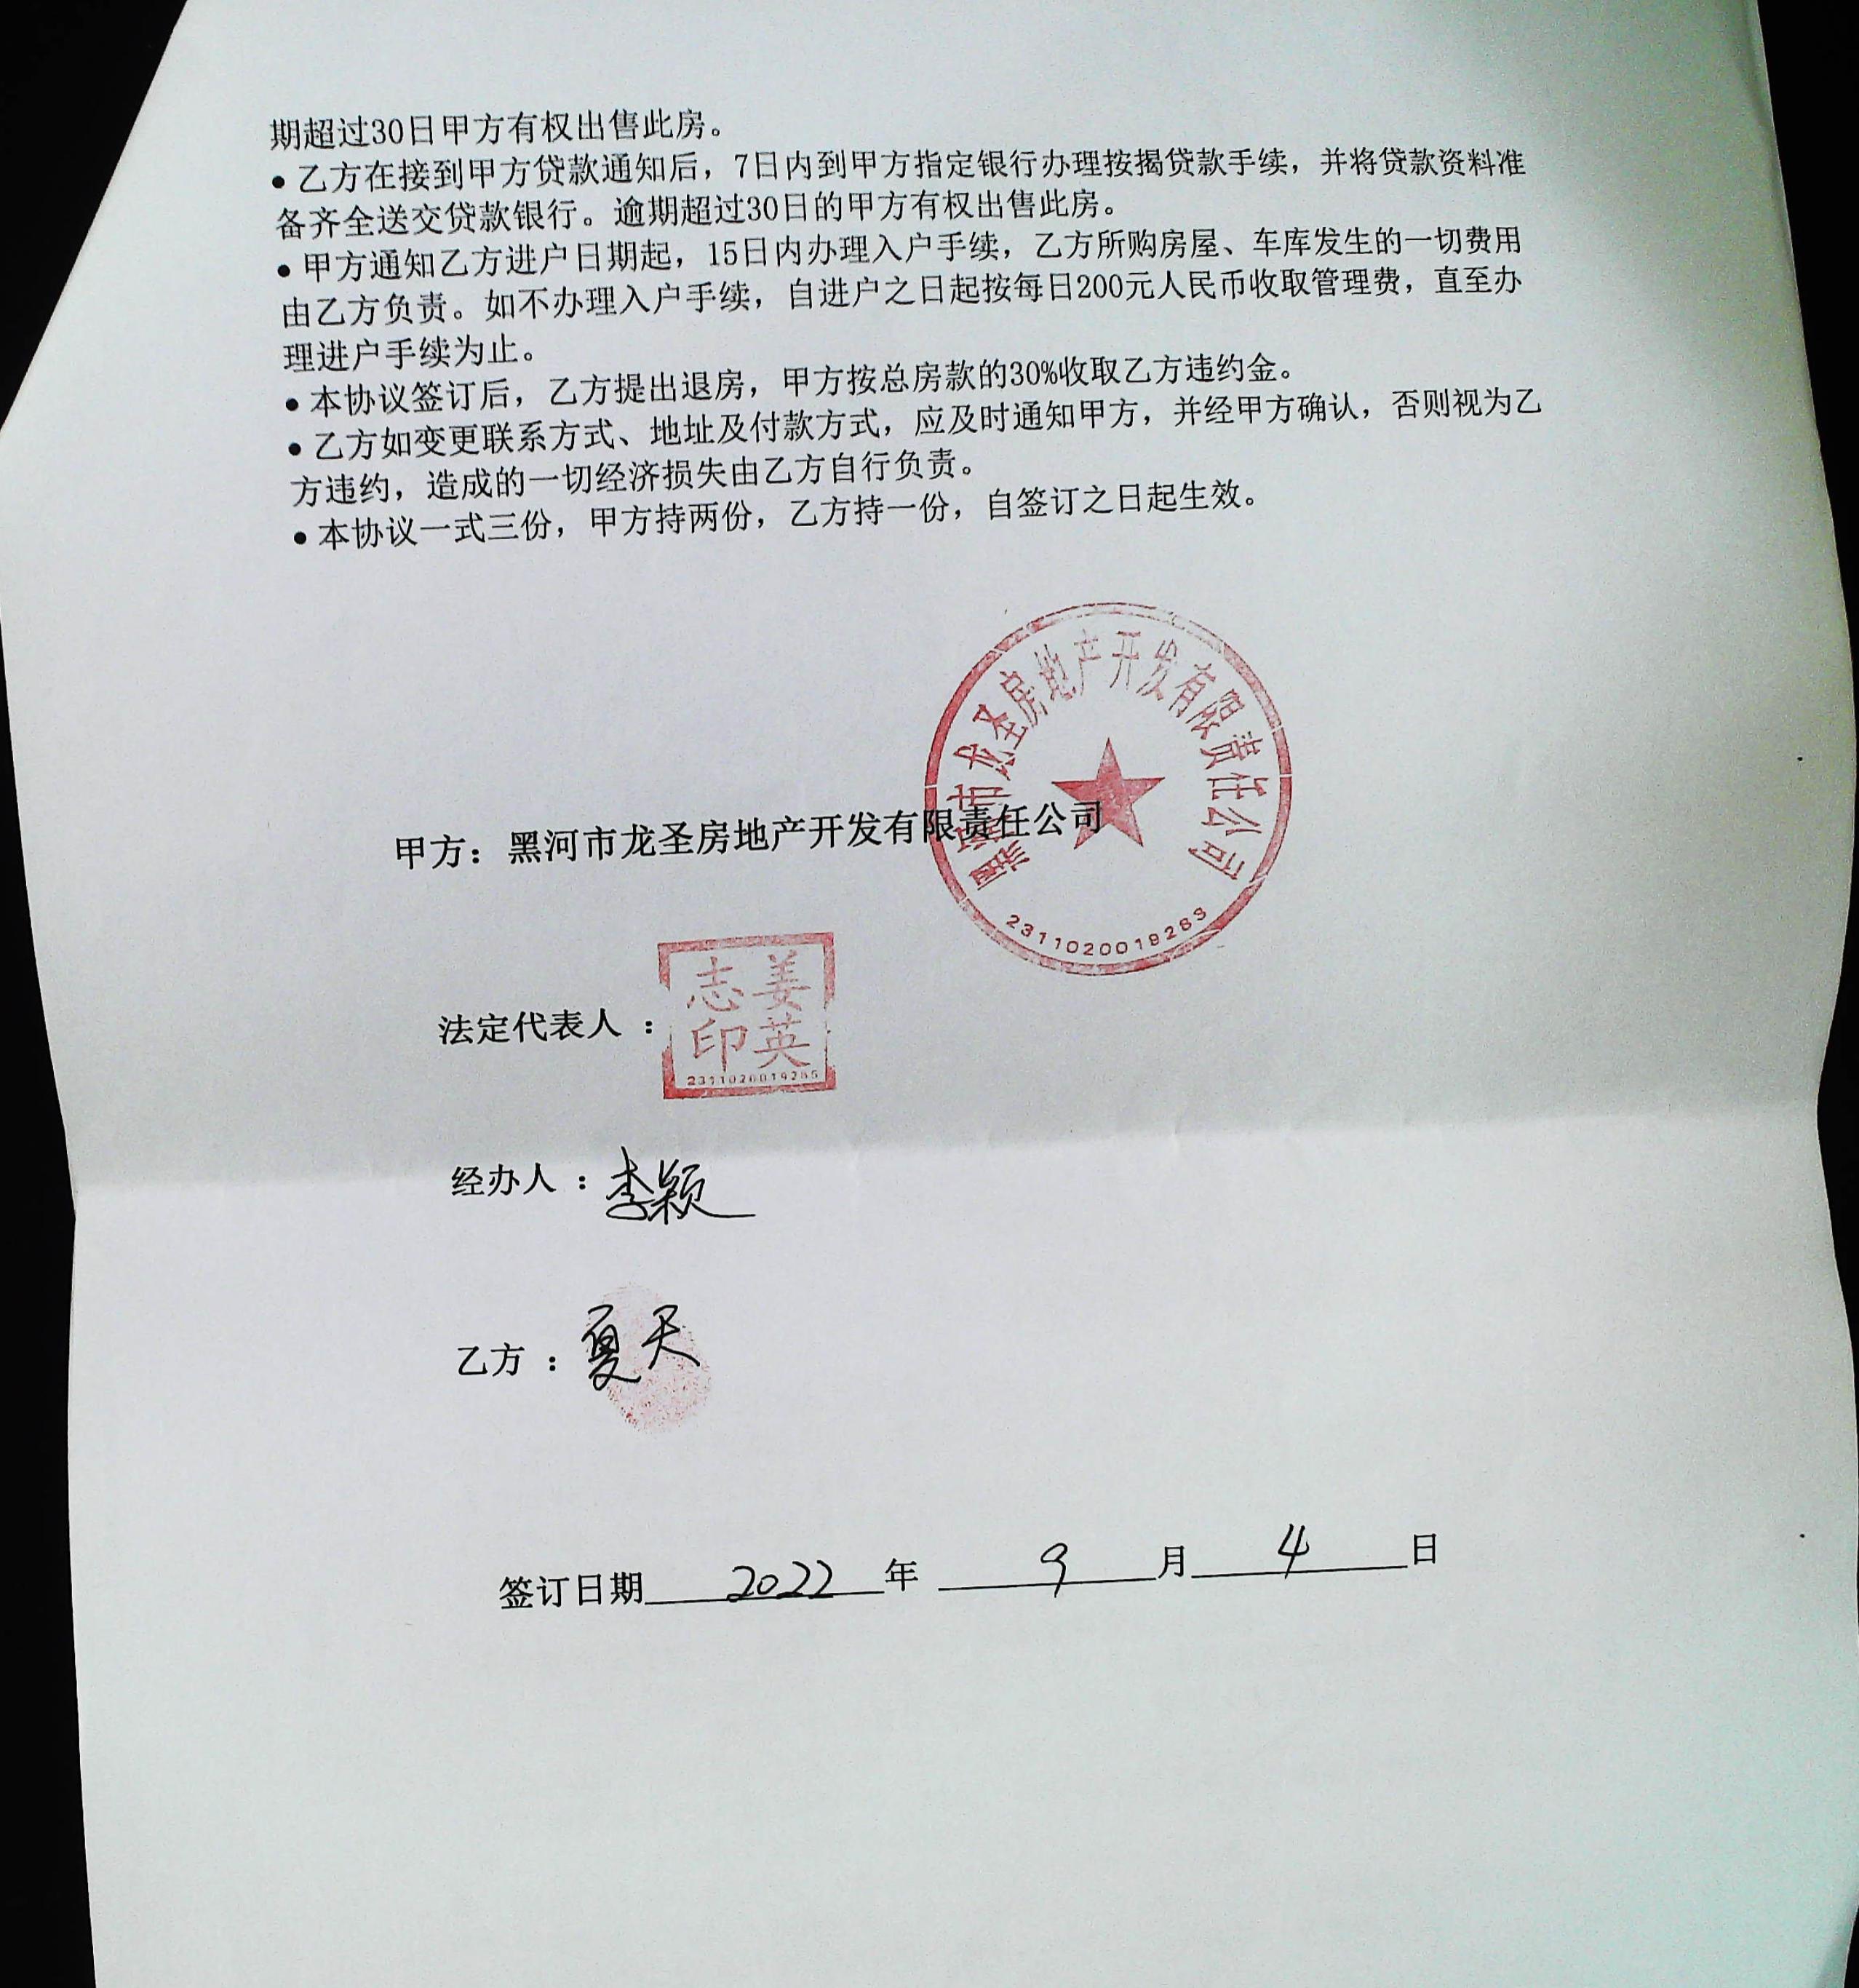 期超过30日甲方有权出售此房。
●乙方在接到甲方贷款通知后，7日内到甲方指定银行办理按揭贷款手续，并将贷款资料准
备齐全送交贷款银行。逾期超过30日的甲方有权出售此房。
●甲方通知乙方进户日期起，15日内办理入户手续，乙方所购房屋、车库发生的一切费用
由乙方负责。如不办理入户手续，自进户之日起按每日200元人民币收取管理费，直至办
理进户手续为止。
●本协议签订后，乙方提出退房，甲方按总房款的30%收取乙方违约金。
●乙方如变更联系方式、地址及付款方式，应及时通知甲方，并经甲方确认，否则视为乙
方违约，造成的一切经济损失由乙方自行负责。
●本协议一式三份，甲方持两份，乙方持一份，自签订之日起生效。
黑河市龙圣房地产开发有限责任公司
甲方：黑河市龙圣房地产开发有限责任公司
2311020019263
法定代表人：
姜志英印
2311020019265
经办人：李颖
乙方：夏天
签订日期 2022 年 9 月 4 日